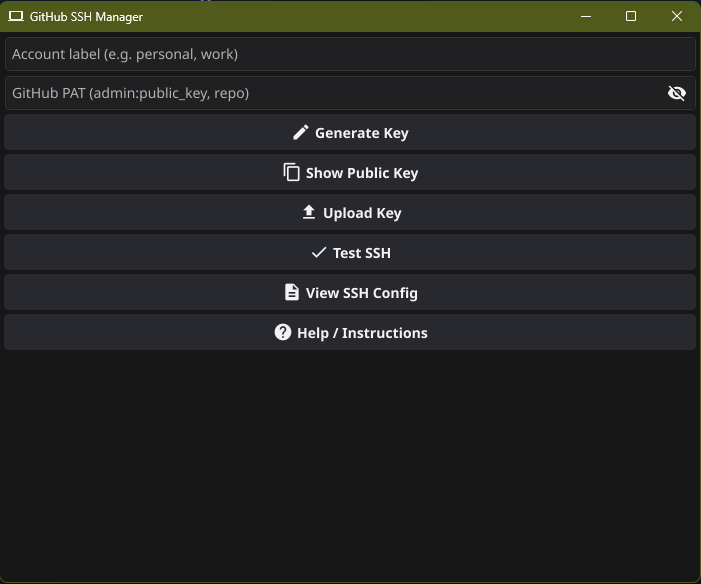 GitHub SSH Manager
Account label (e.g. personal, work)
GitHub PAT (admin:public_key, repo)
Generate Key
Show Public Key
Upload Key
Test SSH
View SSH Config
Help / Instructions